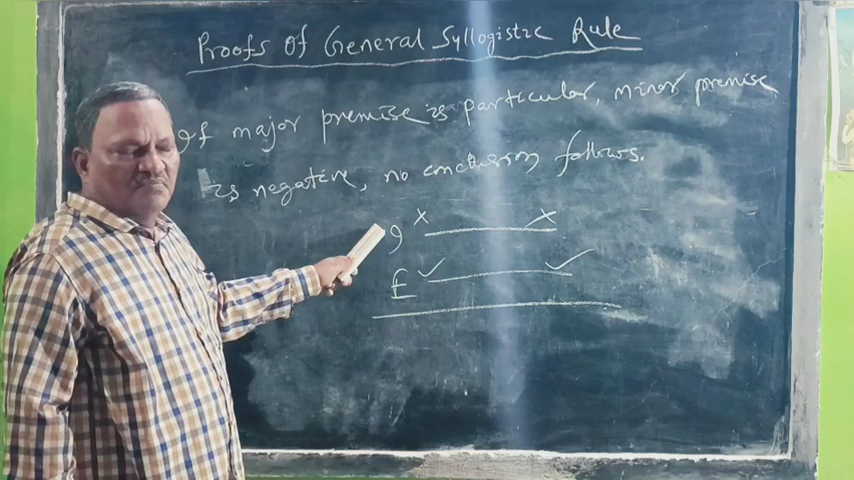 Proofs Of General Syllogistic Rule
If major premise is particular, minor premise
is negative, no conclusion follows.
I × ×
E ✓ ✓